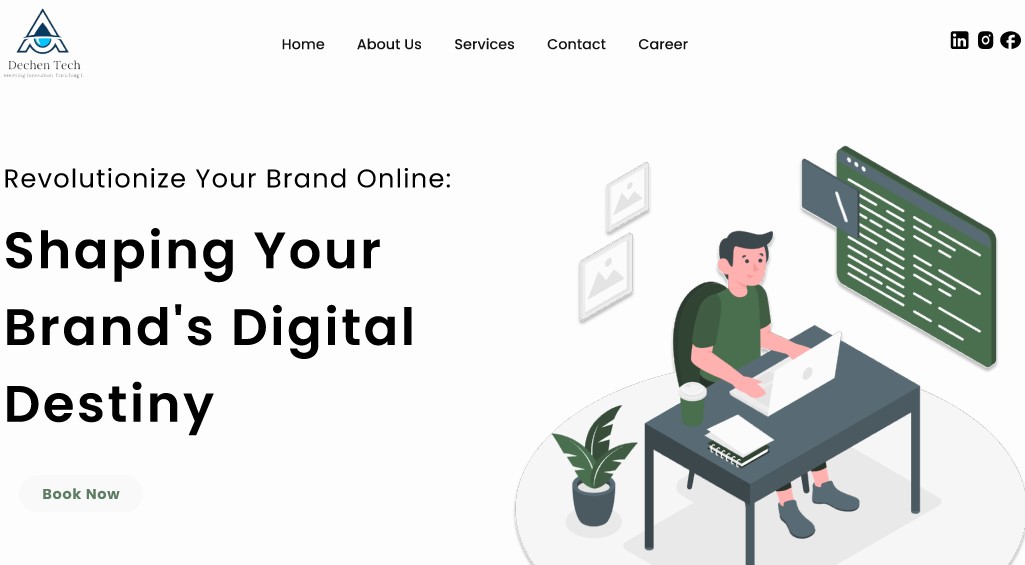 Dechen Tech
Home
About Us
Services
Contact
Career
Revolutionize Your Brand Online:
Shaping Your
Brand's Digital
Destiny
Book Now